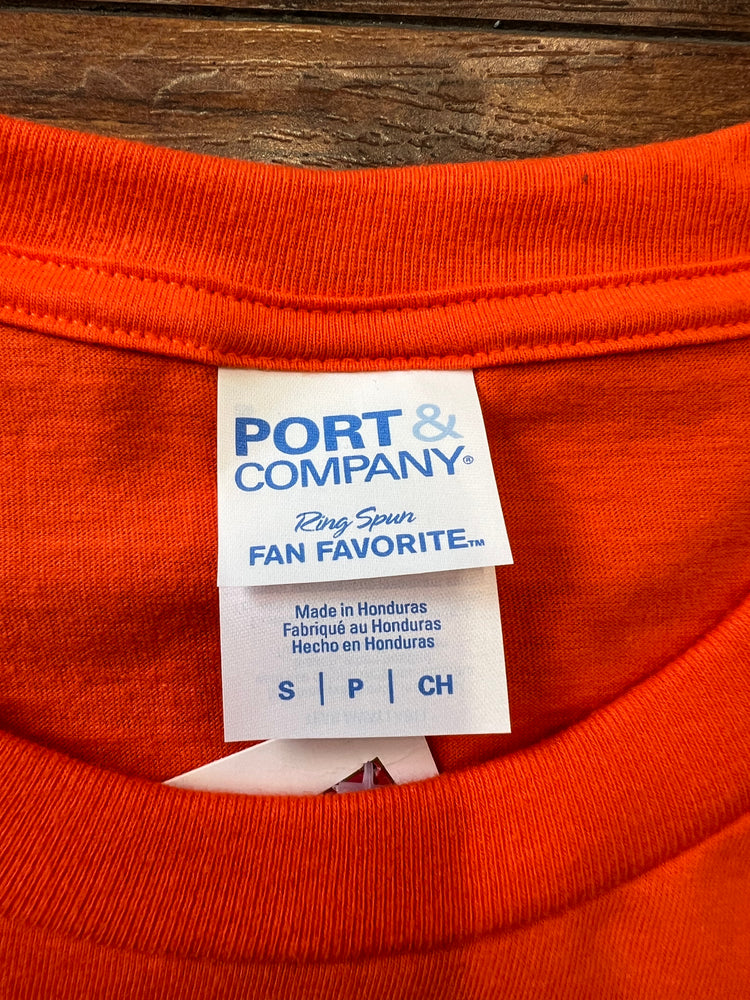 PORT &
COMPANY®
Ring Spun
FAN FAVORITE™
Made in Honduras
Fabriqué au Honduras
Hecho en Honduras
S | P | CH